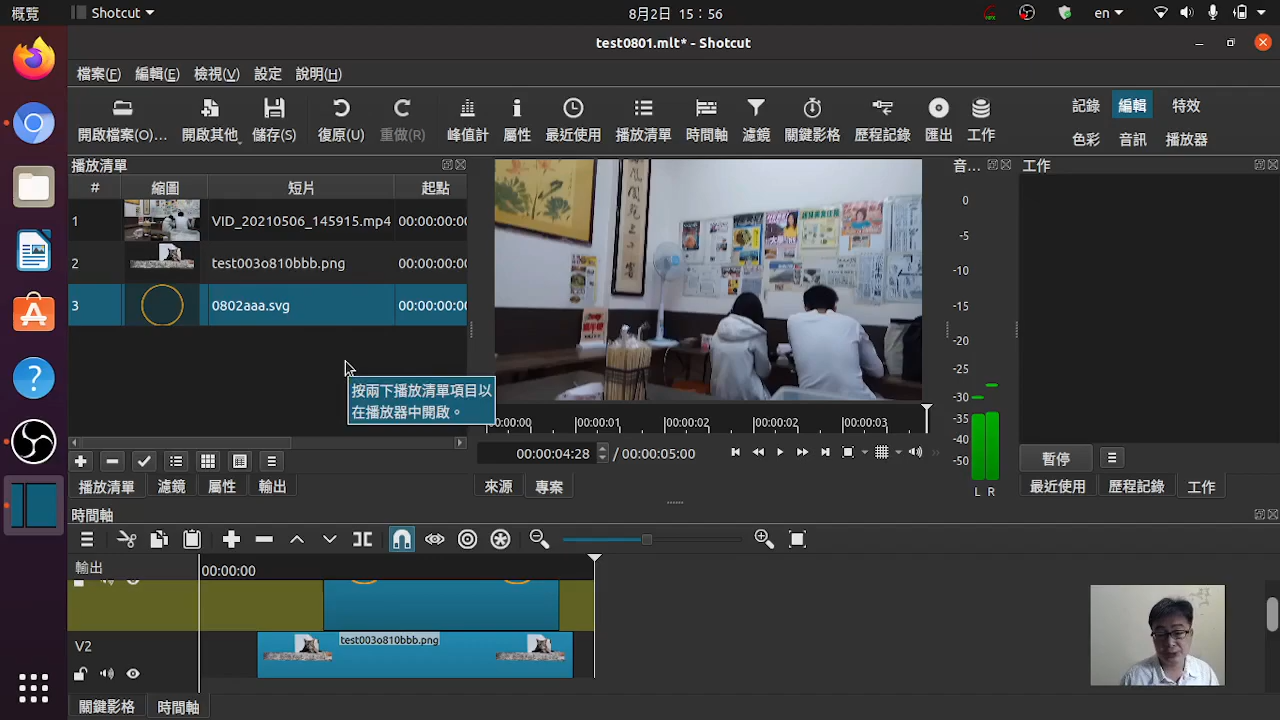 概覽
Shotcut
8月2日 15：56
en
test0801.mlt* - Shotcut
檔案(F)
編輯(E)
檢視(V)
設定
說明(H)
開啟檔案(O)...
開啟其他
儲存(S)
復原(U)
重做(R)
峰值計
屬性
最近使用
播放清單
時間軸
濾鏡
關鍵影格
歷程記錄
匯出
工作
記錄
編輯
特效
色彩
音訊
播放器
播放清單
音...
工作
#
縮圖
短片
起點
1
VID_20210506_145915.mp4
00:00:00:00
2
test003o810bbb.png
00:00:00:00
3
0802aaa.svg
00:00:00:00
按兩下播放清單項目以
在播放器中開啟。
0
-5
-10
-15
-20
-25
-30
-35
-40
-50
L R
00:00:00
00:00:01
00:00:02
00:00:02
00:00:03
00:00:04:28
/ 00:00:05:00
暫停
播放清單
濾鏡
屬性
輸出
來源
專案
最近使用
歷程記錄
工作
時間軸
輸出
00:00:00
V2
test003o810bbb.png
關鍵影格
時間軸